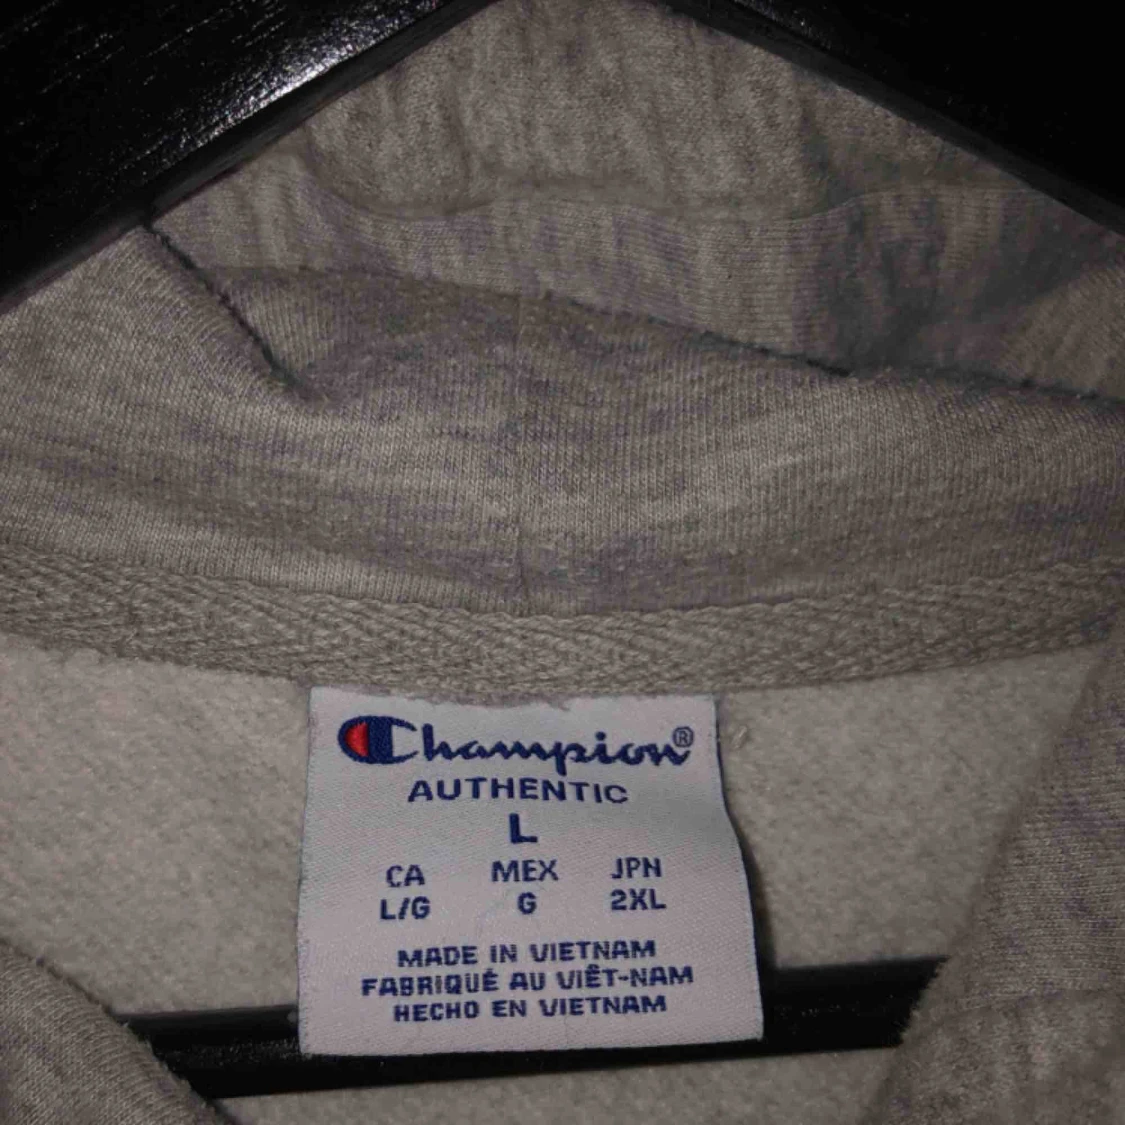 Champion®
AUTHENTIC
L
CA MEX JPN
L/G G 2XL
MADE IN VIETNAM
FABRIQUÉ AU VIÊT-NAM
HECHO EN VIETNAM